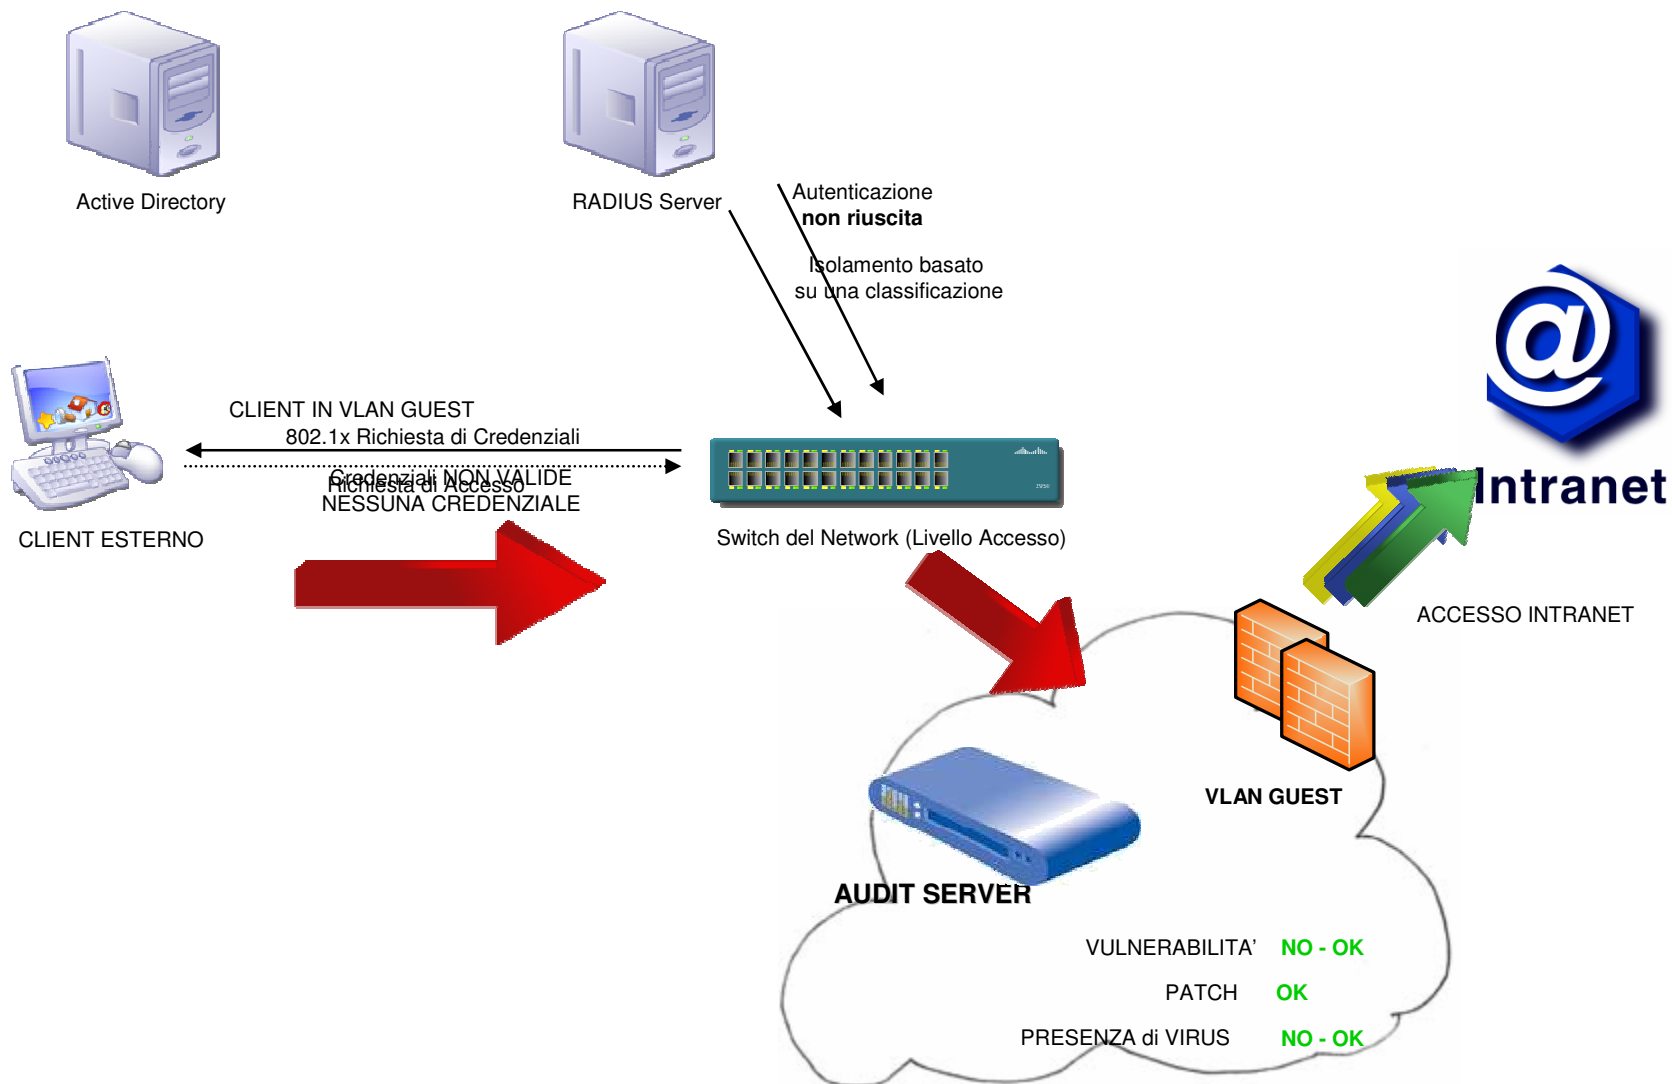 Active Directory
RADIUS Server
Autenticazione
non riuscita
Isolamento basato
su una classificazione
CLIENT IN VLAN GUEST
802.1x Richiesta di Credenziali
Credenziali NON VALIDE
Richiesta di Accesso
NESSUNA CREDENZIALE
CLIENT ESTERNO
Switch del Network (Livello Accesso)
@
Intranet
ACCESSO INTRANET
VLAN GUEST
AUDIT SERVER
VULNERABILITA' NO - OK
PATCH OK
PRESENZA di VIRUS NO - OK